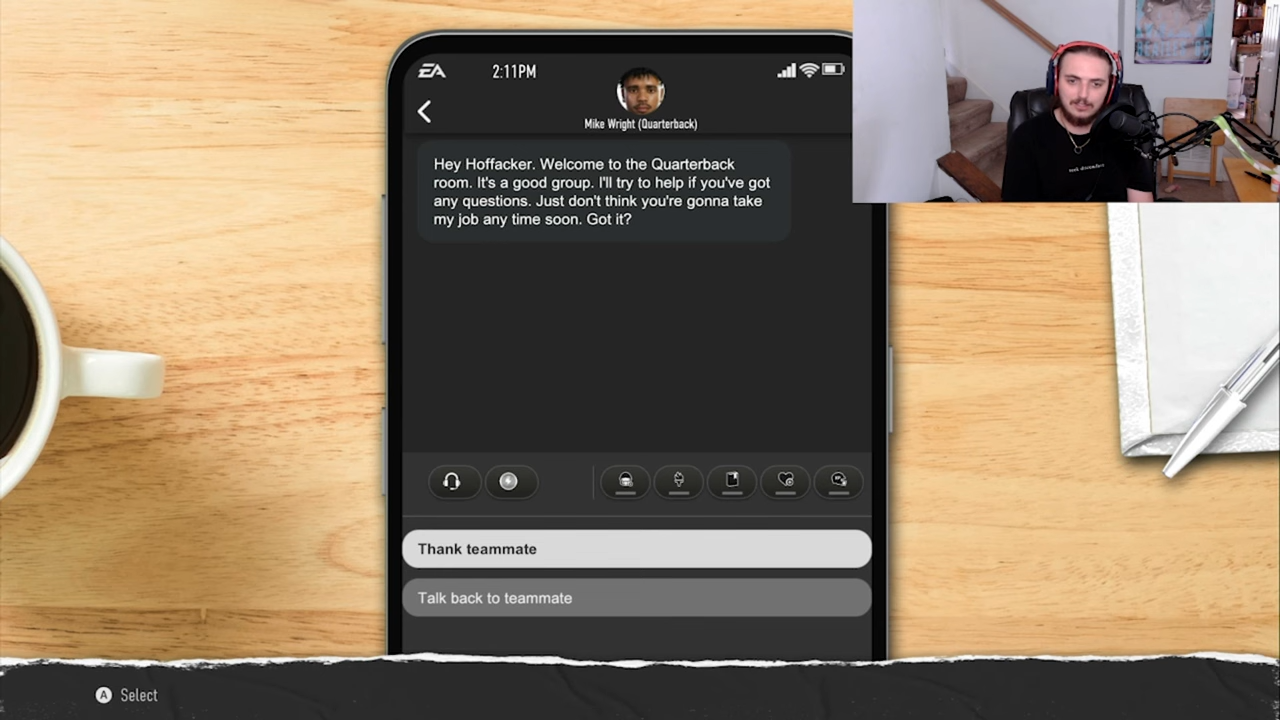 EA
2:11PM
Mike Wright (Quarterback)
Hey Hoffacker. Welcome to the Quarterback
room. It's a good group. I'll try to help if you've got
any questions. Just don't think you're gonna take
my job any time soon. Got it?
Thank teammate
Talk back to teammate
A Select